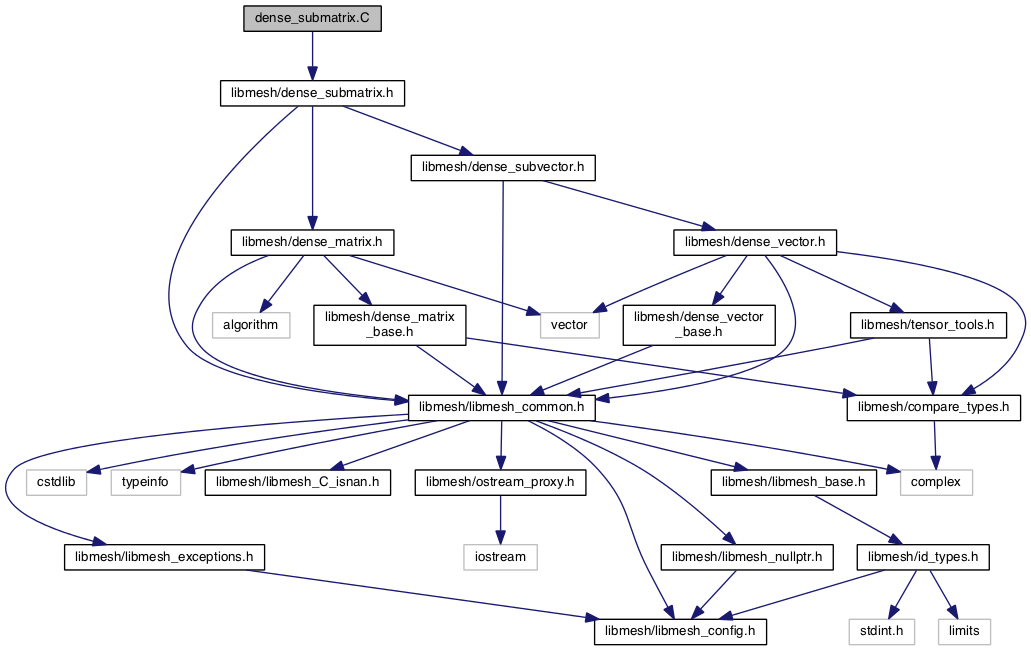 dense_submatrix.C
libmesh/dense_submatrix.h
libmesh/dense_subvector.h
libmesh/dense_matrix.h
libmesh/dense_vector.h
algorithm
libmesh/dense_matrix
_base.h
vector
libmesh/dense_vector
_base.h
libmesh/tensor_tools.h
libmesh/libmesh_common.h
libmesh/compare_types.h
cstdlib
typeinfo
libmesh/libmesh_C_isnan.h
libmesh/ostream_proxy.h
libmesh/libmesh_base.h
complex
libmesh/libmesh_exceptions.h
iostream
libmesh/libmesh_nullptr.h
libmesh/id_types.h
libmesh/libmesh_config.h
stdint.h
limits